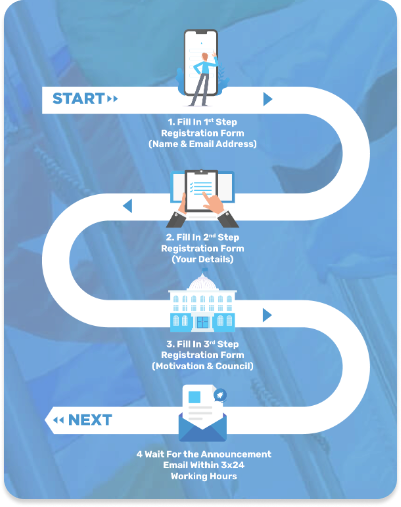 START
1. Fill In 1st Step
Registration Form
(Name & Email Address)
2. Fill In 2nd Step
Registration Form
(Your Details)
3. Fill In 3rd Step
Registration Form
(Motivation & Council)
NEXT
4 Wait For the Announcement
Email Within 3x24
Working Hours